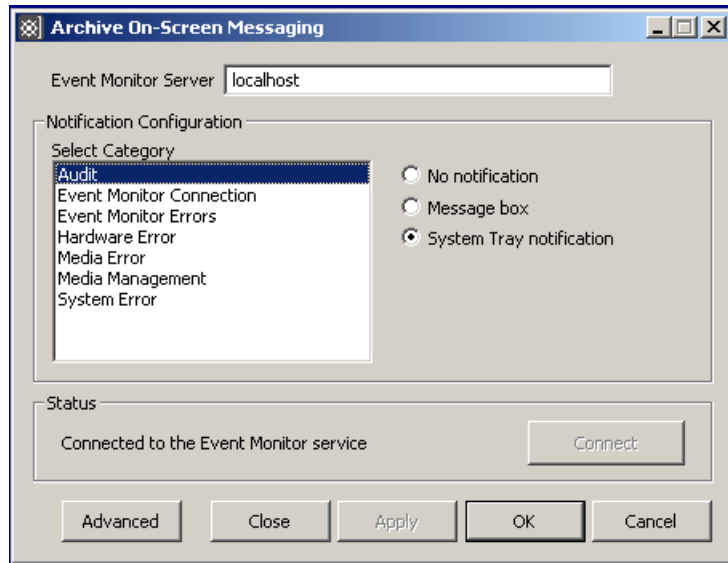 Archive On-Screen Messaging
Event Monitor Server localhost
Notification Configuration
Select Category
Audit
Event Monitor Connection
Event Monitor Errors
Hardware Error
Media Error
Media Management
System Error
No notification
Message box
System Tray notification
Status
Connected to the Event Monitor service Connect
Advanced Close Apply OK Cancel